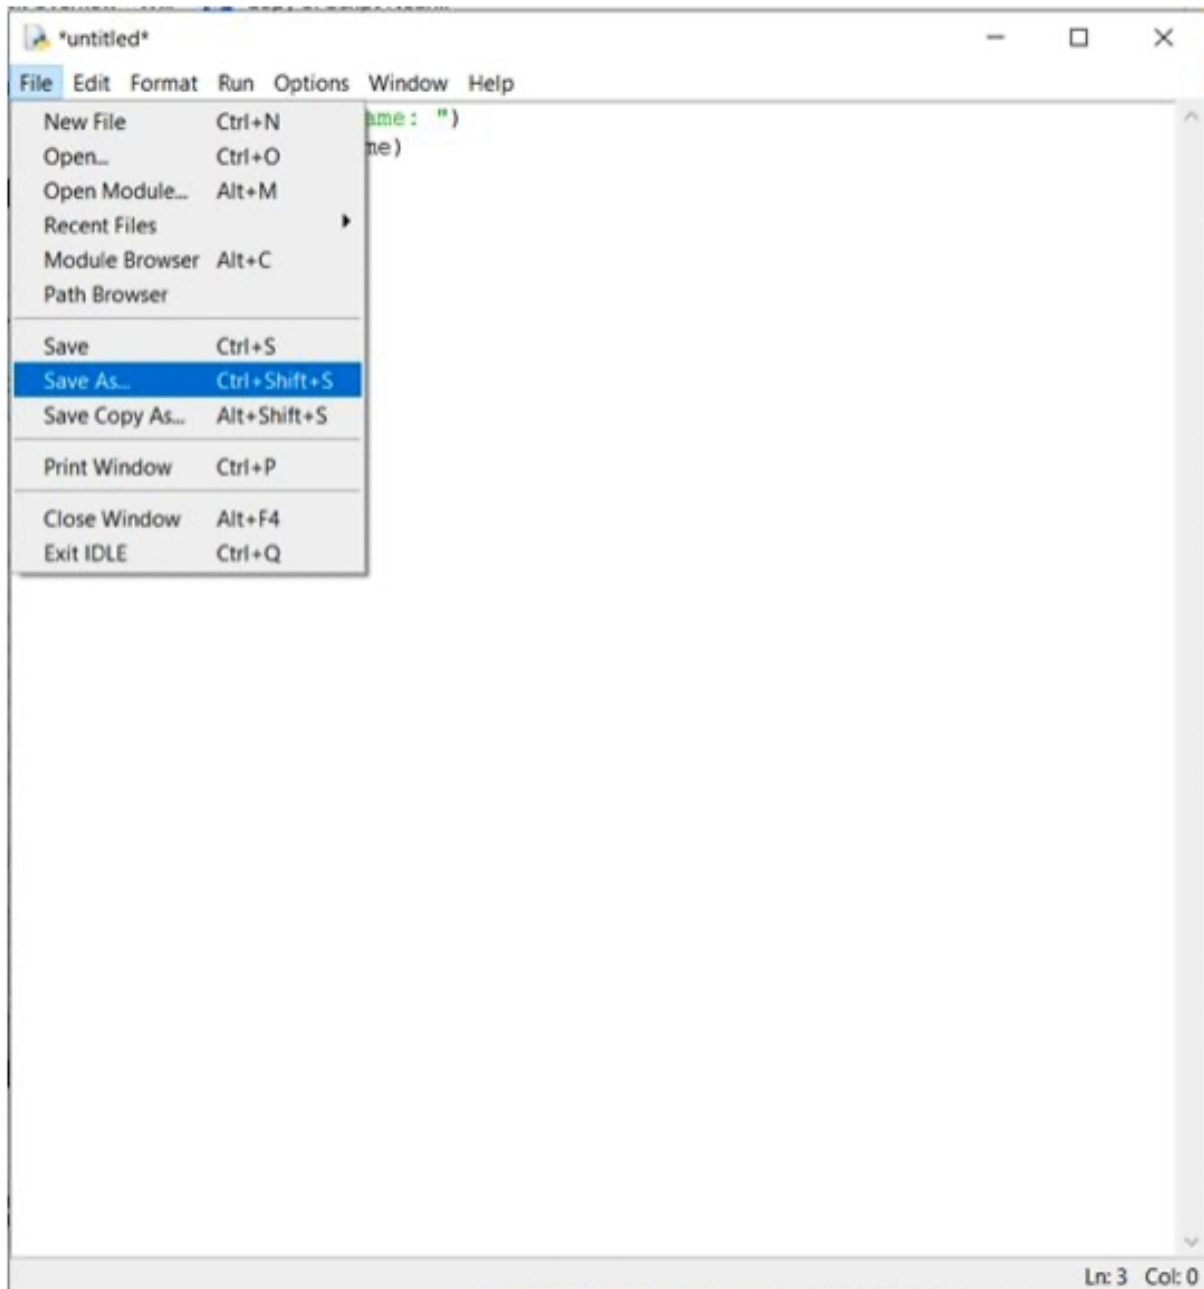 *untitled*
File Edit Format Run Options Window Help
ame: ")
me)
New File Ctrl+N
Open... Ctrl+O
Open Module... Alt+M
Recent Files
Module Browser Alt+C
Path Browser
Save Ctrl+S
Save As... Ctrl+Shift+S
Save Copy As... Alt+Shift+S
Print Window Ctrl+P
Close Window Alt+F4
Exit IDLE Ctrl+Q
Ln: 3 Col: 0